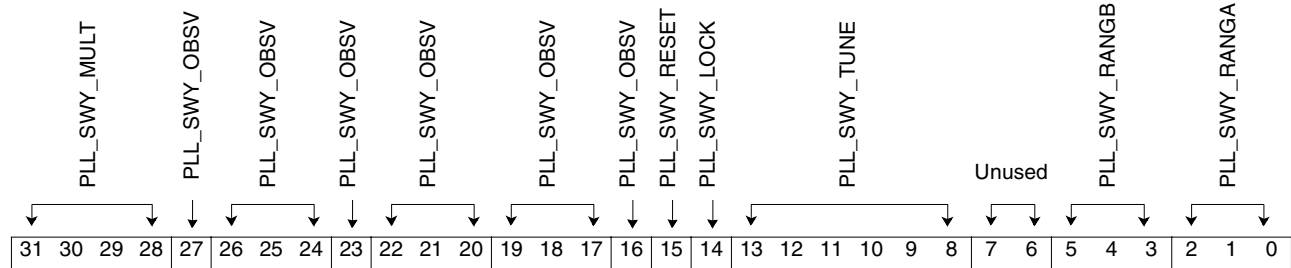 PLL_SWY_MULT
PLL_SWY_OBSV
PLL_SWY_OBSV
PLL_SWY_OBSV
PLL_SWY_OBSV
PLL_SWY_OBSV
PLL_SWY_OBSV
PLL_SWY_RESET
PLL_SWY_LOCK
PLL_SWY_TUNE
Unused
PLL_SWY_RANGB
PLL_SWY_RANGA
31 30 29 28 27 26 25 24 23 22 21 20 19 18 17 16 15 14 13 12 11 10 9 8 7 6 5 4 3 2 1 0